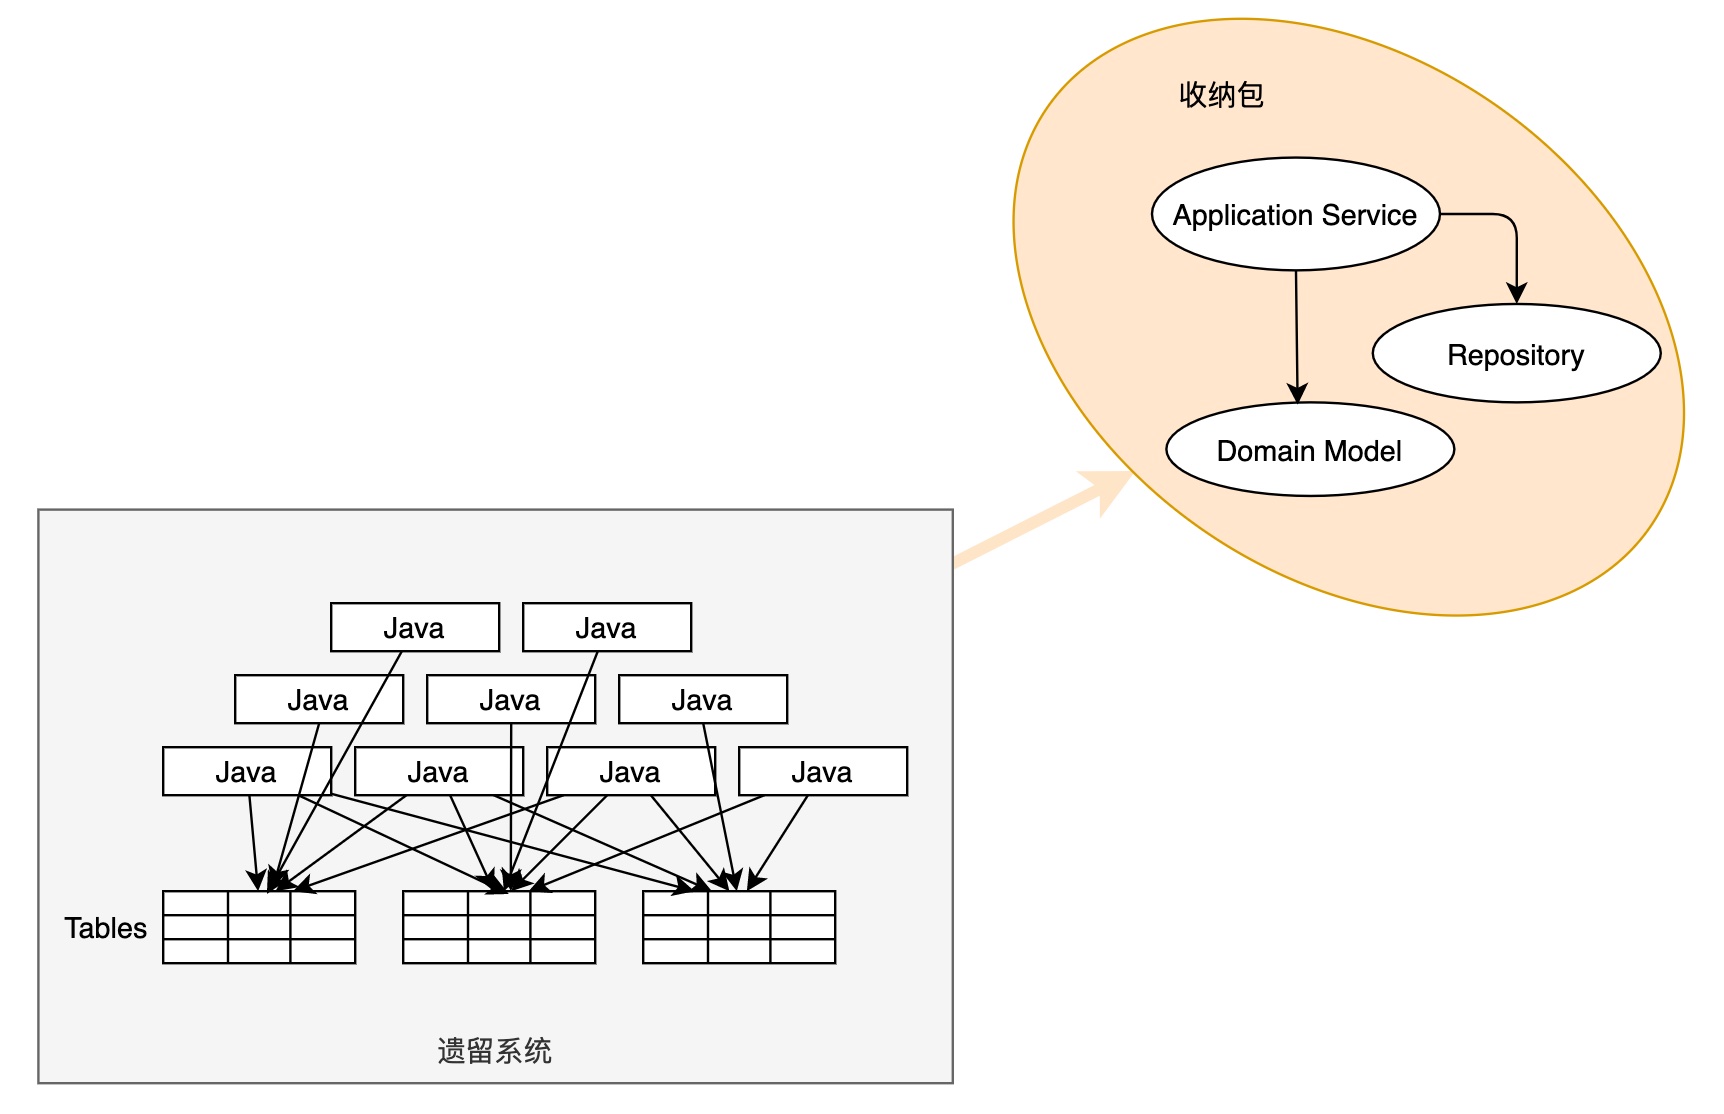 收纳包
Application Service
Repository
Domain Model
Java
Java
Java
Java
Java
Java
Java
Java
Java
Tables
遗留系统